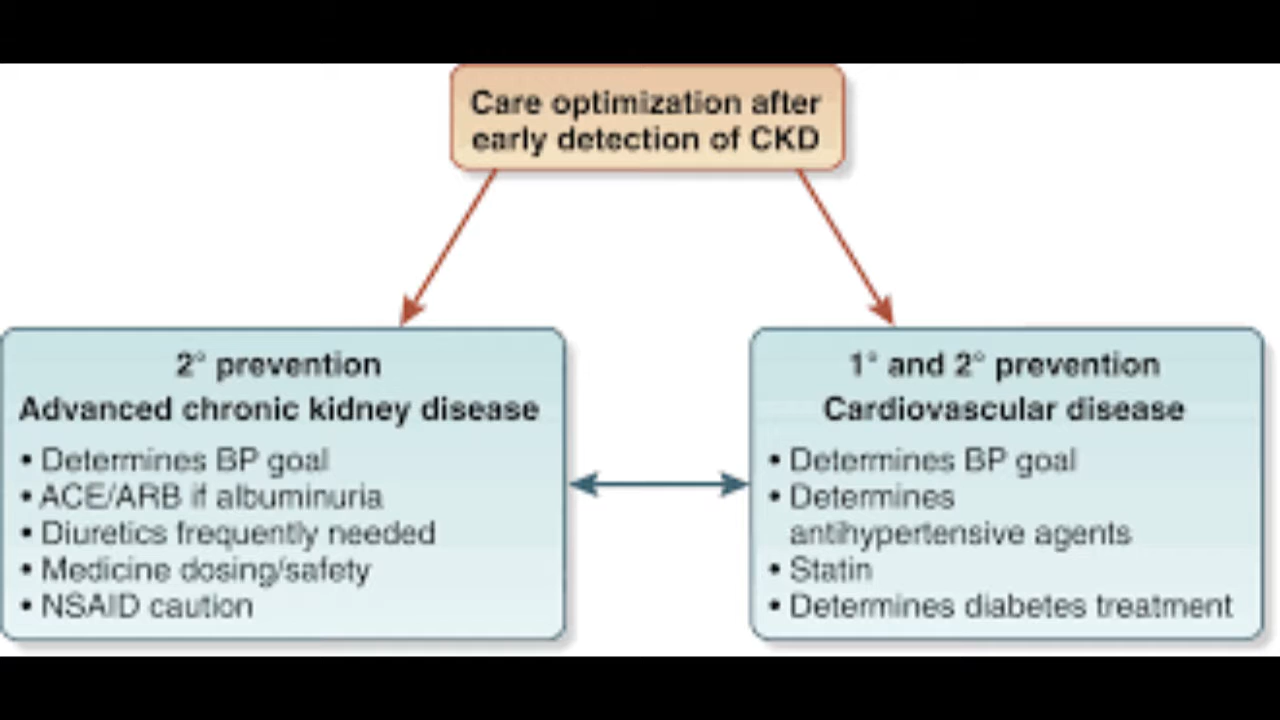 Care optimization after
early detection of CKD
2° prevention
Advanced chronic kidney disease
• Determines BP goal
• ACE/ARB if albuminuria
• Diuretics frequently needed
• Medicine dosing/safety
• NSAID caution
1° and 2° prevention
Cardiovascular disease
• Determines BP goal
• Determines
antihypertensive agents
• Statin
• Determines diabetes treatment